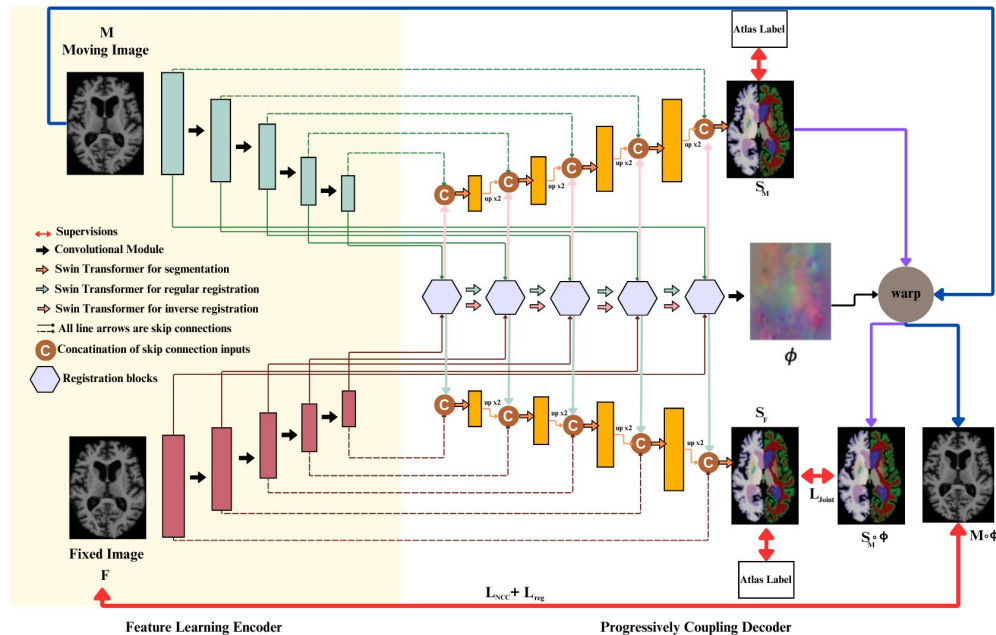 M
Moving Image
Atlas Label
C
C
C
C
C
up x2
up x2
up x2
up x2
S_M
Supervisions
Convolutional Module
Swin Transformer for segmentation
Swin Transformer for regular registration
Swin Transformer for inverse registration
All line arrows are skip connections
C Concatination of skip connection inputs
Registration blocks
warp
ϕ
C
C
C
C
C
up x2
up x2
up x2
up x2
S_F
L_Joint
S_M∘ϕ
M∘ϕ
Fixed Image
F
Atlas Label
L_NCC + L_reg
Feature Learning Encoder
Progressively Coupling Decoder